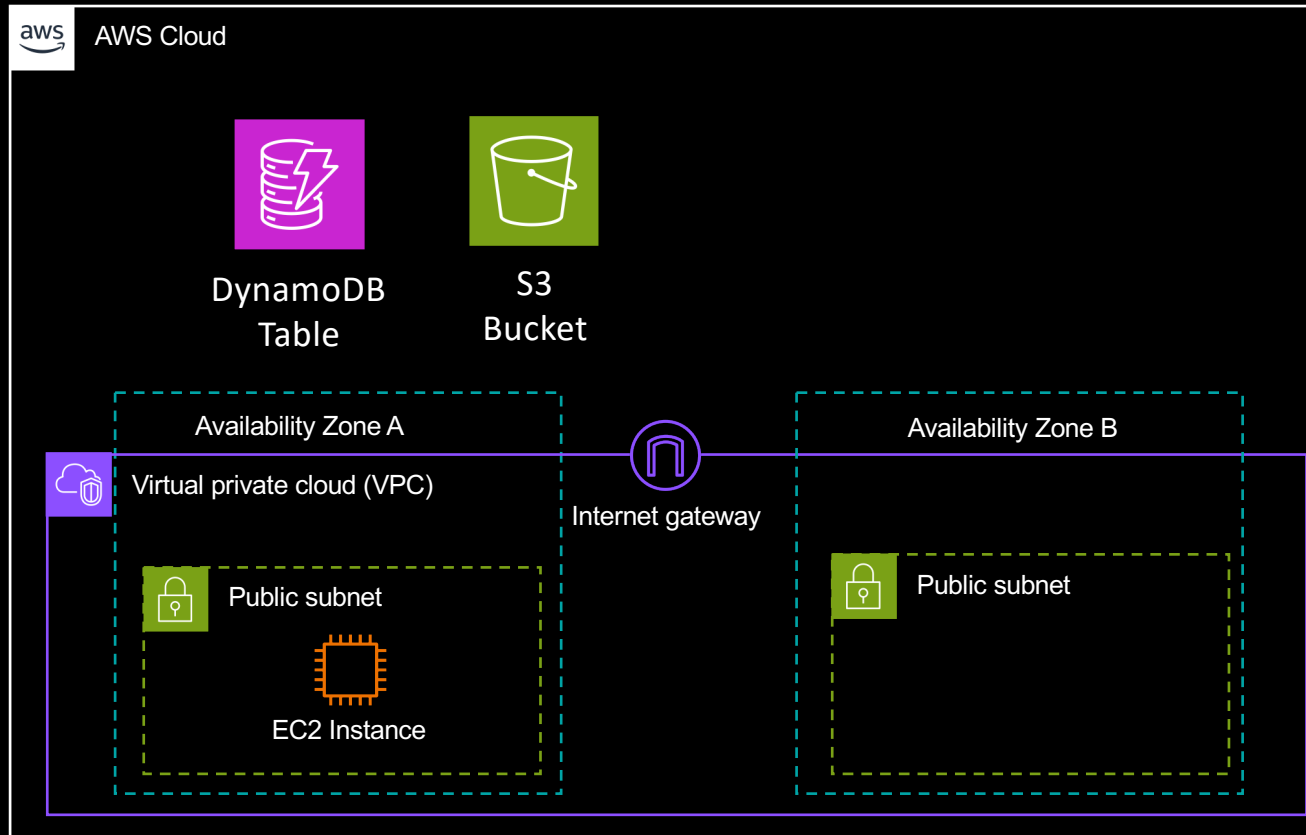 aws
AWS Cloud
DynamoDB
Table
S3
Bucket
Availability Zone A
Availability Zone B
Virtual private cloud (VPC)
Internet gateway
Public subnet
Public subnet
EC2 Instance